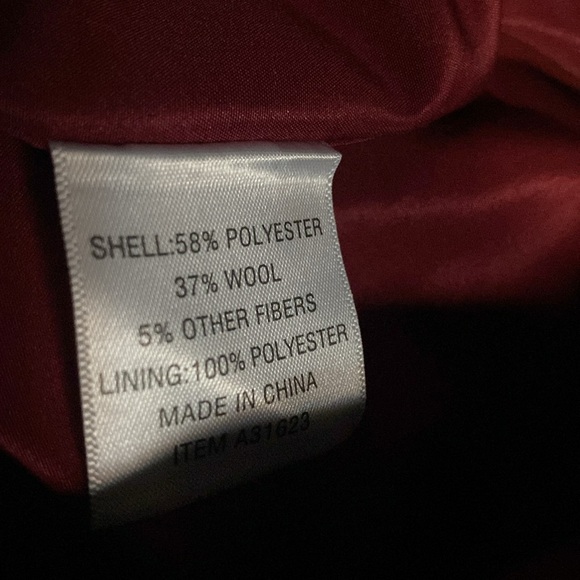 SHELL:58% POLYESTER
37% WOOL
5% OTHER FIBERS
LINING:100% POLYESTER
MADE IN CHINA
ITEM A31623